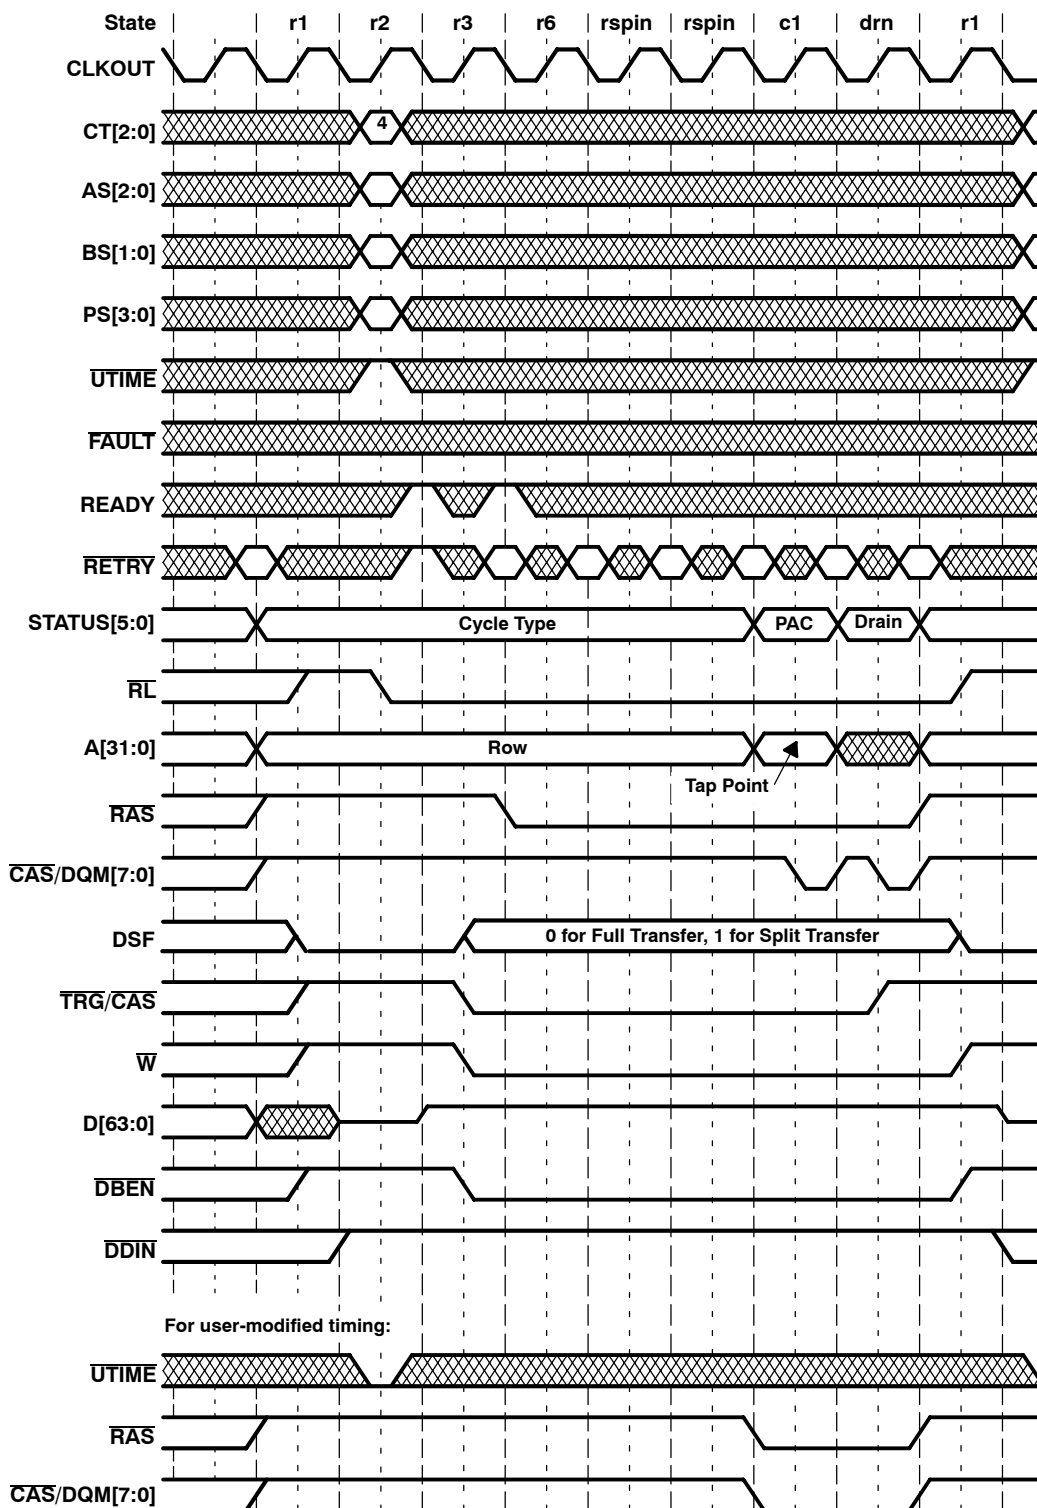 State r1 r2 r3 r6 rspin rspin c1 drn r1
CLKOUT
CT[2:0] 4
AS[2:0]
BS[1:0]
PS[3:0]
UTIME
FAULT
READY
RETRY
STATUS[5:0] Cycle Type PAC Drain
RL
A[31:0] Row
Tap Point
RAS
CAS/DQM[7:0]
DSF 0 for Full Transfer, 1 for Split Transfer
TRG/CAS
W
D[63:0]
DBEN
DDIN
For user-modified timing:
UTIME
RAS
CAS/DQM[7:0]